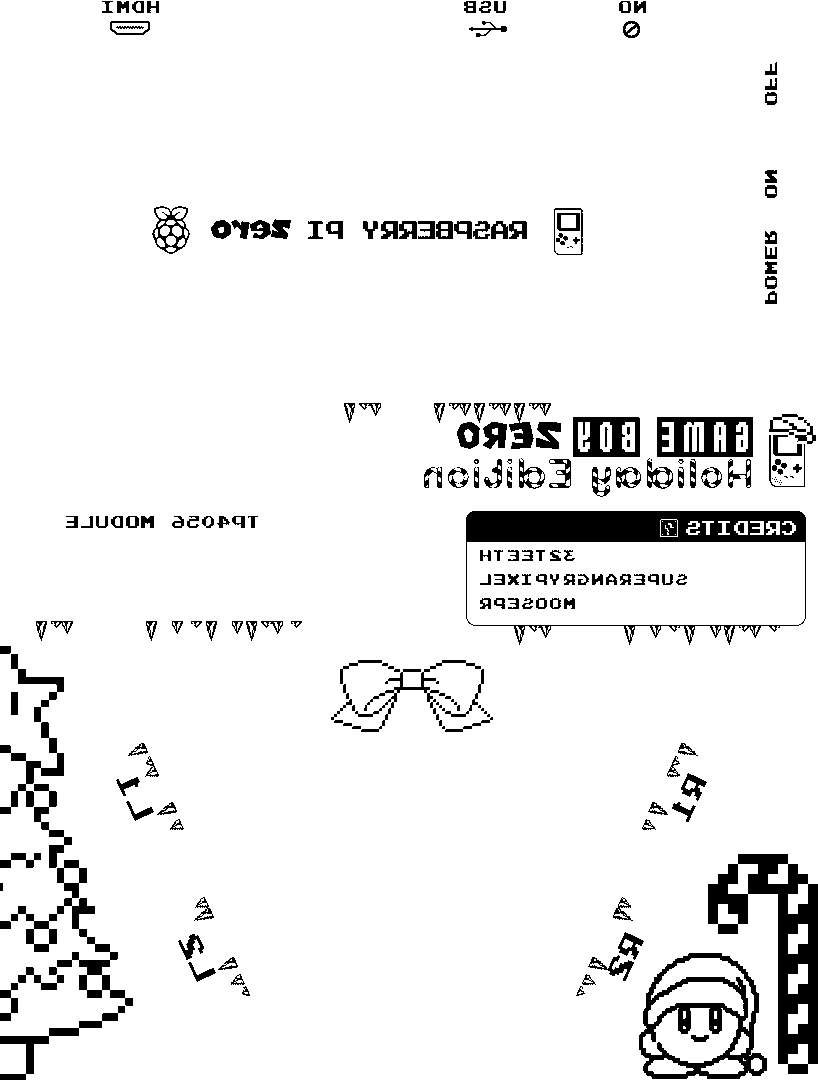 HDMI
USB
NO
OFF
ON
POWER
RASPBERRY PI zero
GAME BOY ZERO
Holiday Edition
TP4056 MODULE
CREDITS
32TEETH
SUPERANGRYPIXEL
MOOSEPR
L1
R1
L2
R2